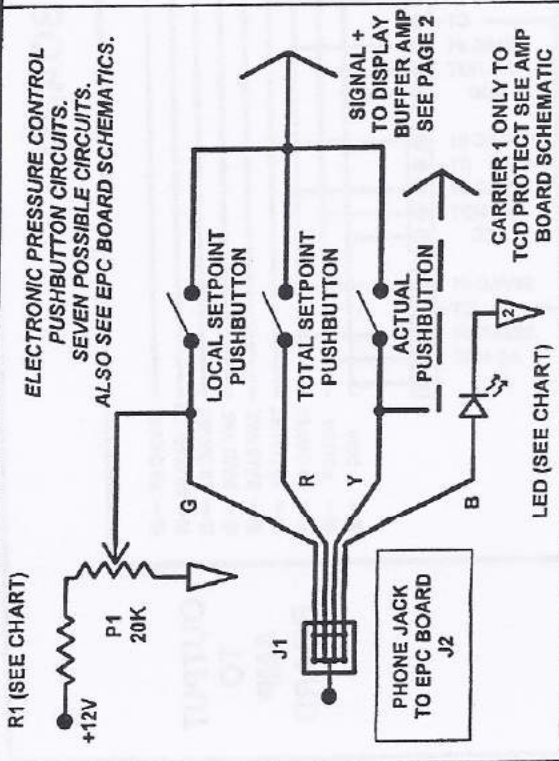 ELECTRONIC PRESSURE CONTROL
PUSHBUTTON CIRCUITS.
SEVEN POSSIBLE CIRCUITS.
ALSO SEE EPC BOARD SCHEMATICS.
R1 (SEE CHART)
+12V
P1
20K
SIGNAL +
TO DISPLAY
BUFFER AMP
SEE PAGE 2
LOCAL SETPOINT
PUSHBUTTON
TOTAL SETPOINT
PUSHBUTTON
ACTUAL
PUSHBUTTON
CARRIER 1 ONLY TO
TCD PROTECT SEE AMP
BOARD SCHEMATIC
G
R
Y
B
J1
PHONE JACK
TO EPC BOARD
J2
2
LED (SEE CHART)